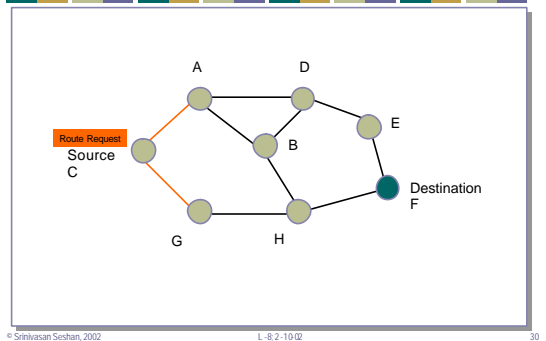 A
D
Route Request
E
Source
C
B
Destination
F
G
H
© Srinivasan Seshan, 2002
L -8; 2 -10-02
30